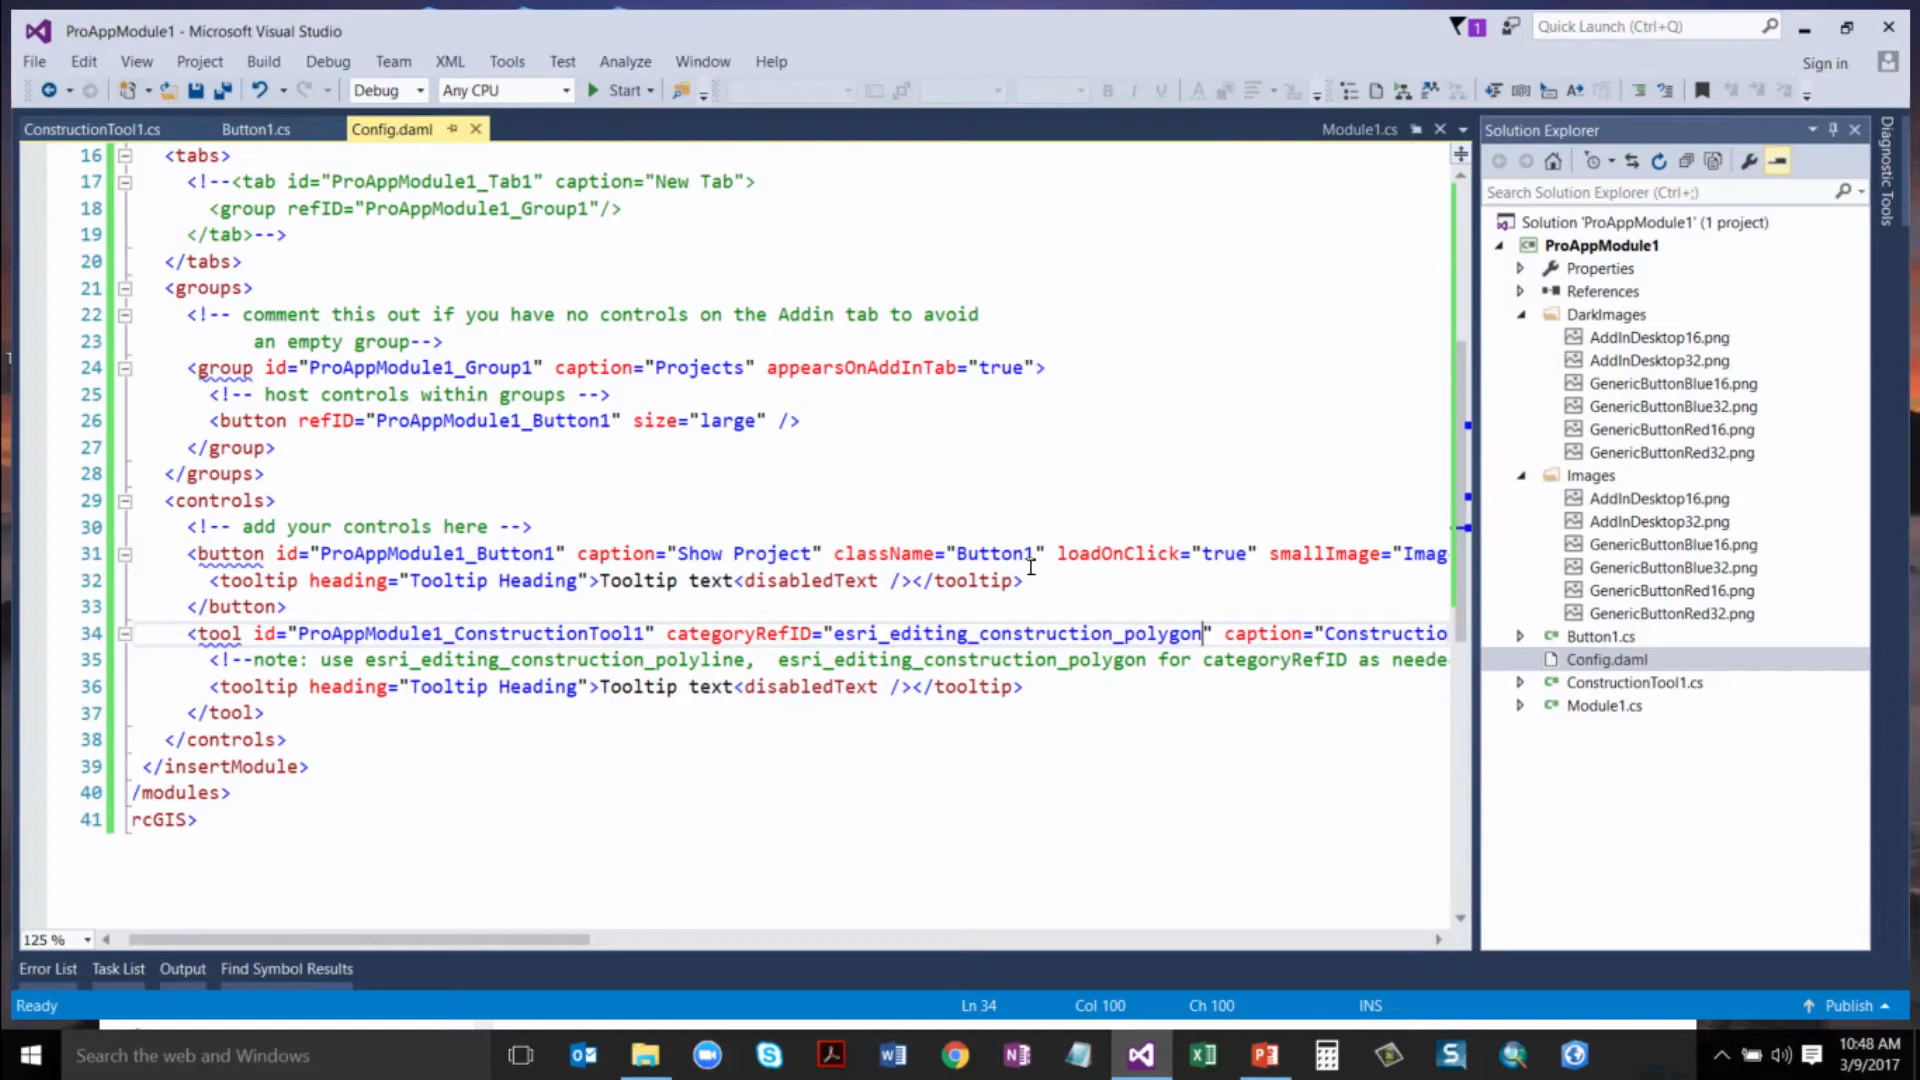 ProAppModule1 - Microsoft Visual Studio
1
Quick Launch (Ctrl+Q)
File Edit View Project Build Debug Team XML Tools Test Analyze Window Help
Sign in
Debug Any CPU Start
ConstructionTool1.cs Button1.cs Config.daml Module1.cs
16 <tabs>
17 <!--<tab id="ProAppModule1_Tab1" caption="New Tab">
18 <group refID="ProAppModule1_Group1"/>
19 </tab>-->
20 </tabs>
21 <groups>
22 <!-- comment this out if you have no controls on the Addin tab to avoid
23 an empty group-->
24 <group id="ProAppModule1_Group1" caption="Projects" appearsOnAddInTab="true">
25 <!-- host controls within groups -->
26 <button refID="ProAppModule1_Button1" size="large" />
27 </group>
28 </groups>
29 <controls>
30 <!-- add your controls here -->
31 <button id="ProAppModule1_Button1" caption="Show Project" className="Button1" loadOnClick="true" smallImage="Imag
32 <tooltip heading="Tooltip Heading">Tooltip text<disabledText /></tooltip>
33 </button>
34 <tool id="ProAppModule1_ConstructionTool1" categoryRefID="esri_editing_construction_polygon" caption="Constructio
35 <!--note: use esri_editing_construction_polyline, esri_editing_construction_polygon for categoryRefID as neede
36 <tooltip heading="Tooltip Heading">Tooltip text<disabledText /></tooltip>
37 </tool>
38 </controls>
39 </insertModule>
40 /modules>
41 rcGIS>
125 %
Solution Explorer
Search Solution Explorer (Ctrl+;)
Solution 'ProAppModule1' (1 project)
ProAppModule1
Properties
References
DarkImages
AddInDesktop16.png
AddInDesktop32.png
GenericButtonBlue16.png
GenericButtonBlue32.png
GenericButtonRed16.png
GenericButtonRed32.png
Images
AddInDesktop16.png
AddInDesktop32.png
GenericButtonBlue16.png
GenericButtonBlue32.png
GenericButtonRed16.png
GenericButtonRed32.png
Button1.cs
Config.daml
ConstructionTool1.cs
Module1.cs
Diagnostic Tools
Error List Task List Output Find Symbol Results
Ready Ln 34 Col 100 Ch 100 INS Publish
Search the web and Windows
10:48 AM
3/9/2017